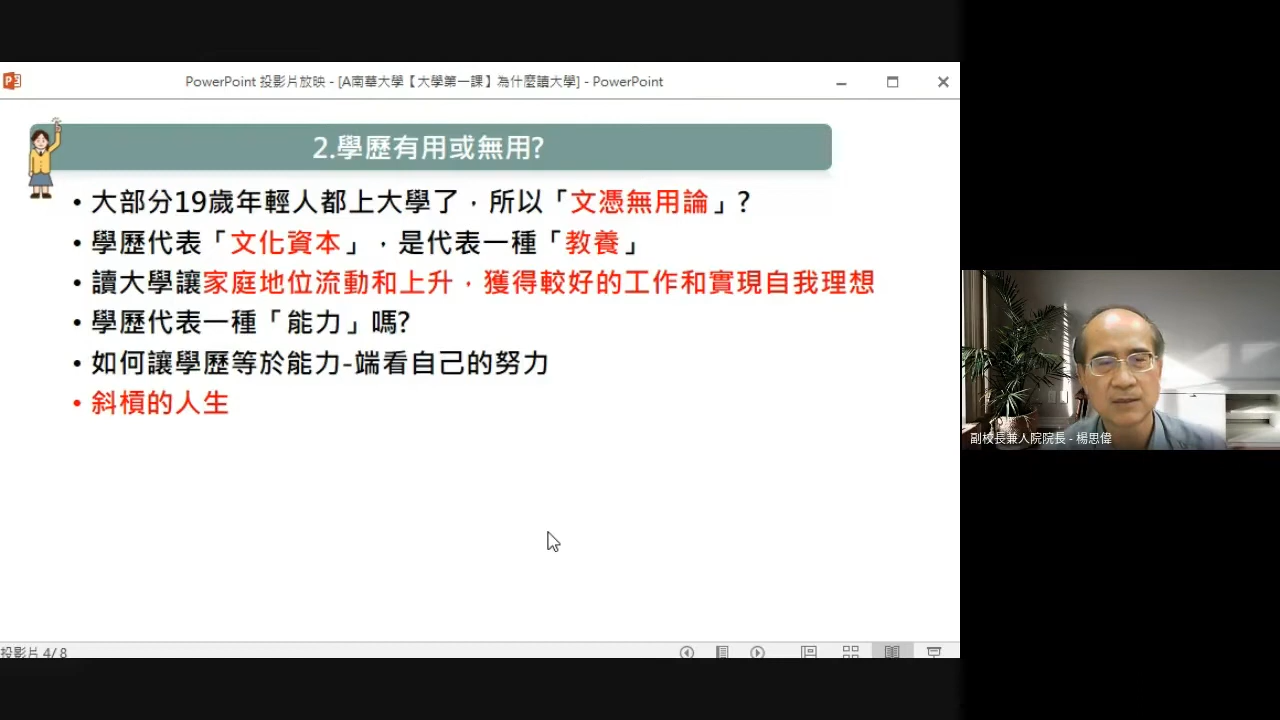 PowerPoint 投影片放映 - [A南華大學【大學第一課】為什麼讀大學] - PowerPoint
2.學歷有用或無用?
• 大部分19歲年輕人都上大學了，所以「文憑無用論」?
• 學歷代表「文化資本」，是代表一種「教養」
• 讀大學讓家庭地位流動和上升，獲得較好的工作和實現自我理想
• 學歷代表一種「能力」嗎?
• 如何讓學歷等於能力-端看自己的努力
• 斜槓的人生
副校長兼人院院長 - 楊思偉
投影片 4/8